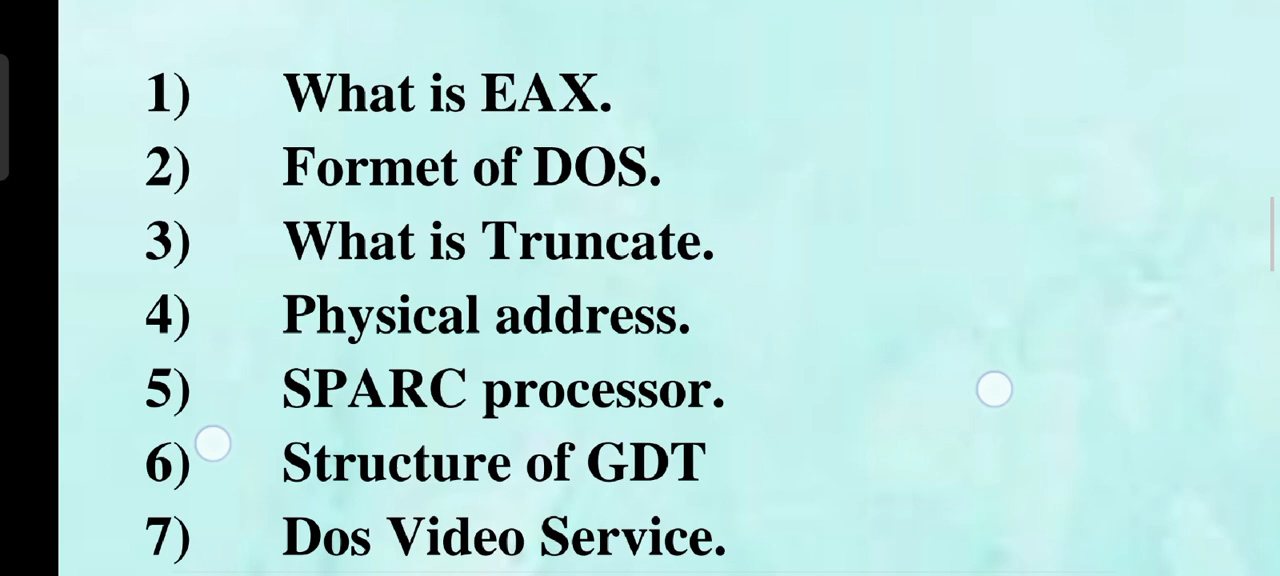 1) What is EAX.
2) Formet of DOS.
3) What is Truncate.
4) Physical address.
5) SPARC processor.
6) Structure of GDT
7) Dos Video Service.